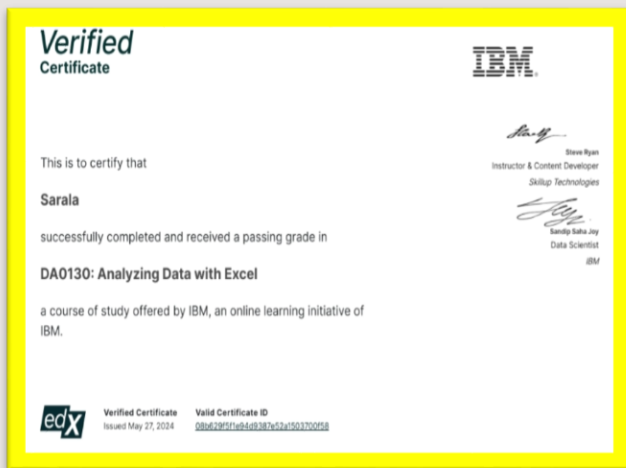 Verified
Certificate
IBM.
This is to certify that
Sarala
successfully completed and received a passing grade in
DA0130: Analyzing Data with Excel
a course of study offered by IBM, an online learning initiative of
IBM.
Steve Ryan
Instructor & Content Developer
Skillup Technologies
Sandip Saha Joy
Data Scientist
IBM
edX
Verified Certificate
Issued May 27, 2024
Valid Certificate ID
08b629f5f1e94d9387e52a1503700f58